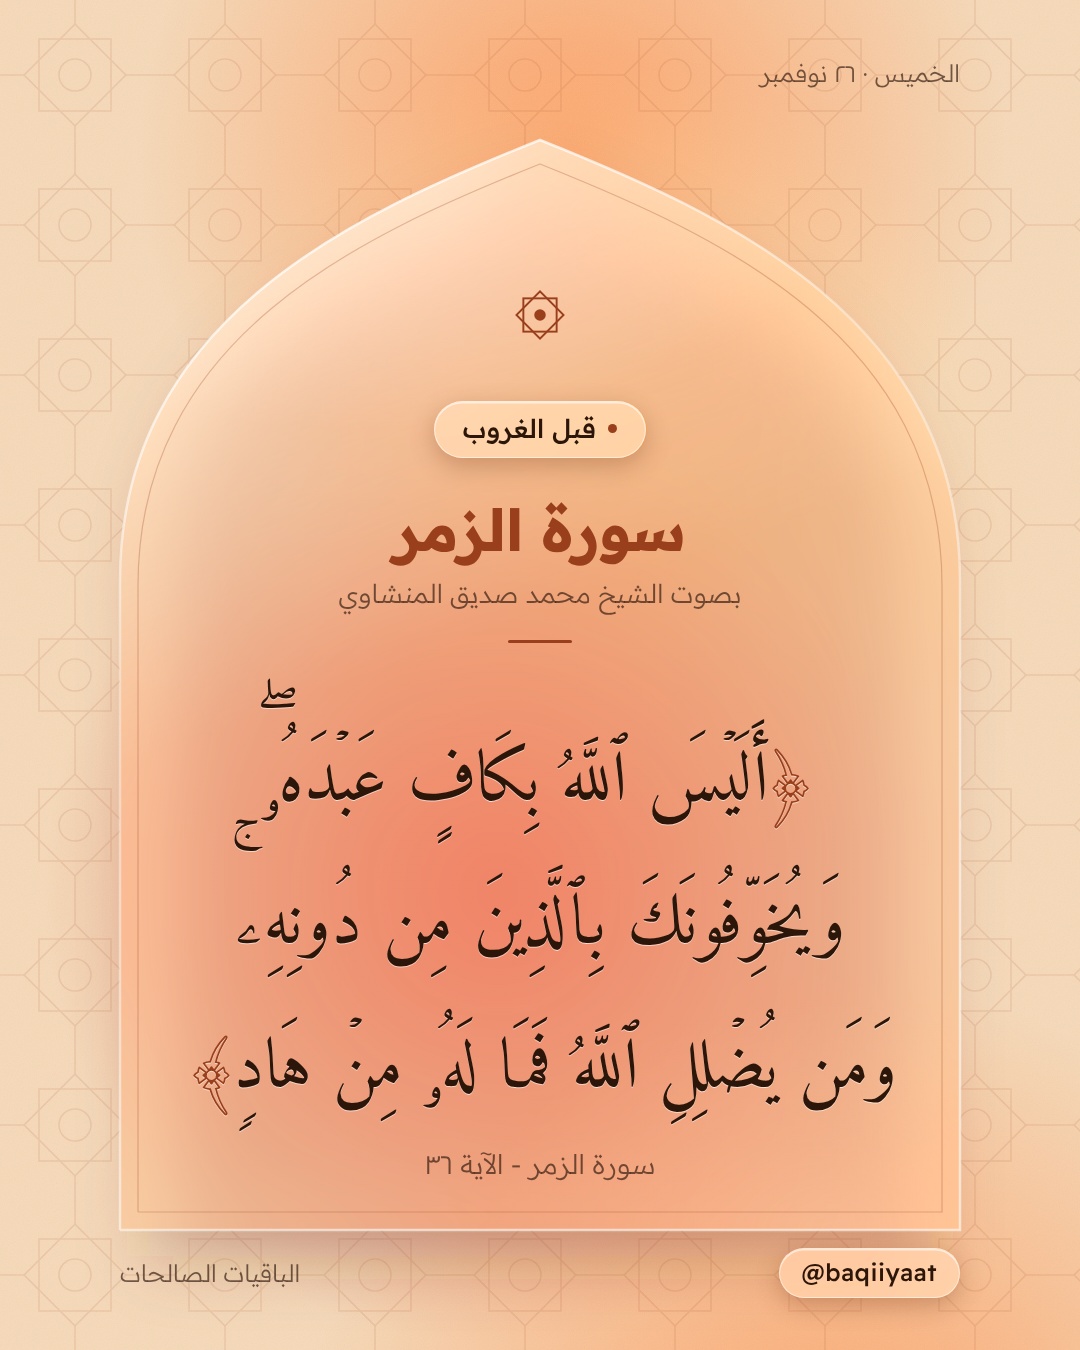 الخميس · ٢٦ نوفمبر
• قبل الغروب
سورة الزمر
بصوت الشيخ محمد صديق المنشاوي
﴿أَلَيۡسَ ٱللَّهُ بِكَافٍ عَبۡدَهُۥۖ ج
وَيُخَوِّفُونَكَ بِٱلَّذِينَ مِن دُونِهِۦ
وَمَن يُضۡلِلِ ٱللَّهُ فَمَا لَهُۥ مِنۡ هَادٍ﴾
سورة الزمر - الآية ٣٦
الباقيات الصالحات
@baqiiyaat